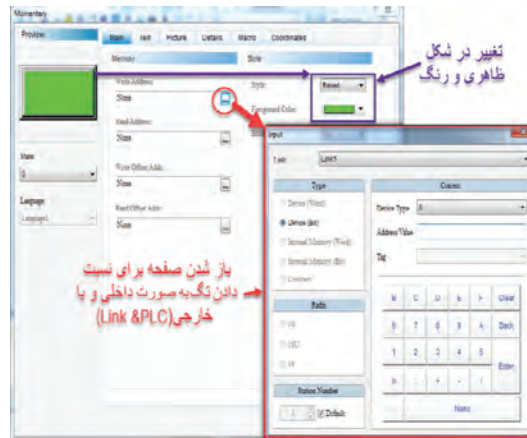 Momentary
Preview
Main Text Picture Details Macro Coordinates
تغییر در شکل
ظاهری و رنگ
Memory
Style
Write Address:
None
Style:
Raised
Foreground Color:
Read Address:
None
State:
0
Language:
Language1
Write Offset Addr:
None
Read Offset Addr:
None
باز شدن صفحه برای نسبت
دادن تگ به صورت داخلی و یا
خارجی(Link &PLC)
Input
Link:
Link1
Type
Device (Word)
Device (Bit)
Internal Memory (Word)
Internal Memory (Bit)
Constant
Radix
Station Number
Default
Content
Device Type
Address/Value
Tag
Clear
Back
Enter
None